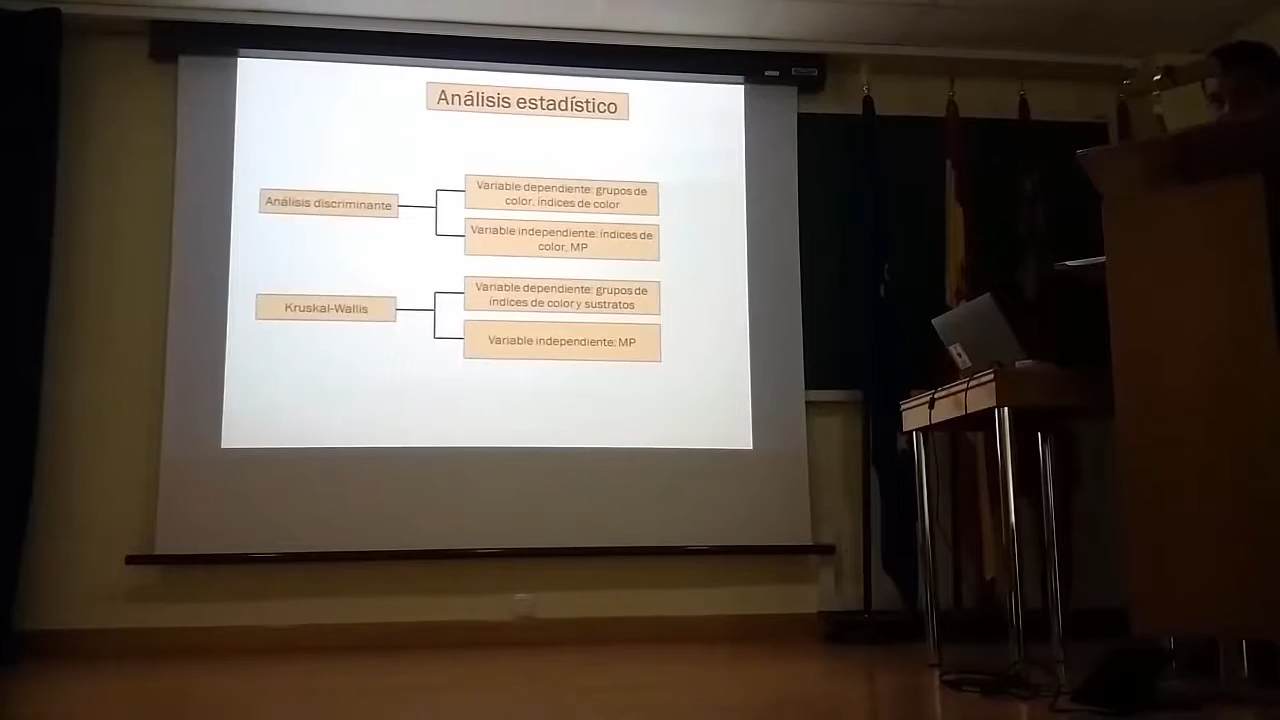 Análisis estadístico
Análisis discriminante
Variable dependiente: grupos de
color, índices de color
Variable independiente: índices de
color, MP
Kruskal-Wallis
Variable dependiente: grupos de
índices de color y sustratos
Variable independiente: MP